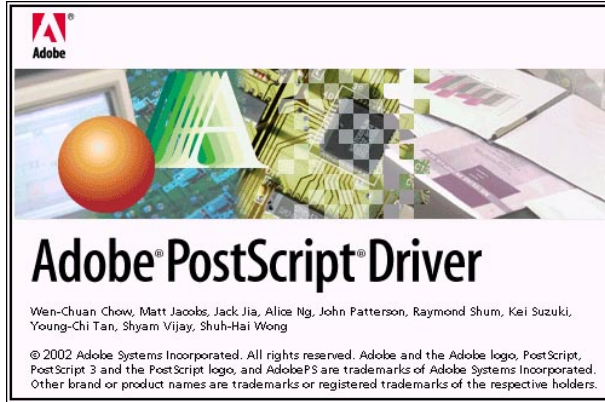 Adobe
Adobe® PostScript® Driver
Wen-Chuan Chow, Matt Jacobs, Jack Jia, Alice Ng, John Patterson, Raymond Shum, Kei Suzuki,
Young-Chi Tan, Shyam Vijay, Shuh-Hai Wong
© 2002 Adobe Systems Incorporated. All rights reserved. Adobe and the Adobe logo, PostScript,
PostScript 3 and the PostScript logo, and AdobePS are trademarks of Adobe Systems Incorporated.
Other brand or product names are trademarks or registered trademarks of the respective holders.